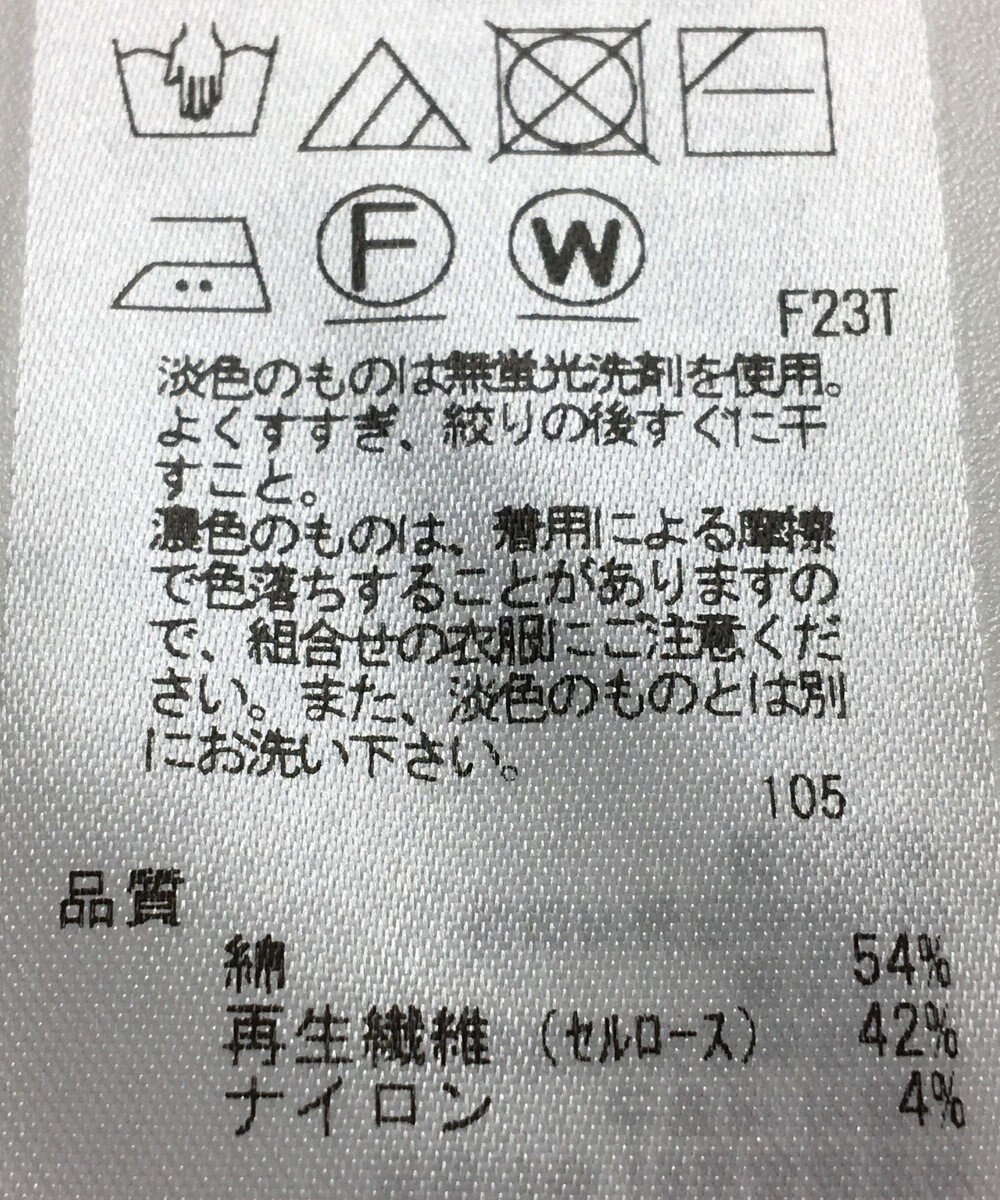 F
W
F23T
淡色のものは無蛍光洗剤を使用。
よくすすぎ、絞りの後すぐに干
すこと。
濃色のものは、着用による摩擦
で色落ちすることがありますの
で、組合せの衣服にご注意くだ
さい。また、淡色のものとは別
にお洗い下さい。
105
品質
綿 54%
再生繊維（セルロース） 42%
ナイロン 4%